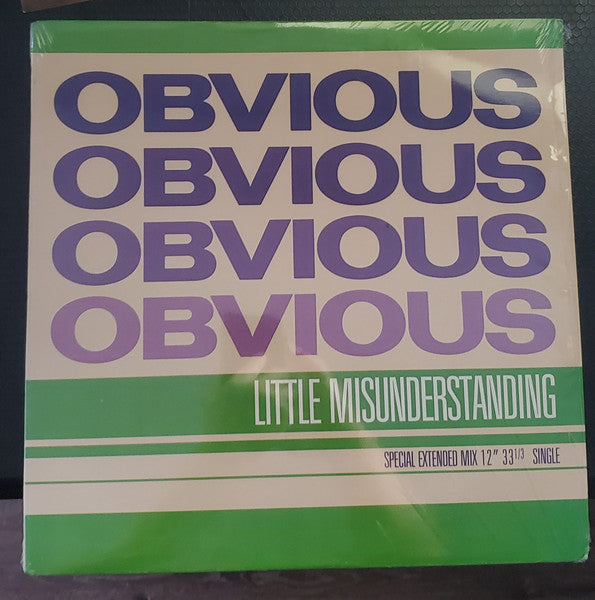 OBVIOUS
OBVIOUS
OBVIOUS
OBVIOUS
LITTLE MISUNDERSTANDING
SPECIAL EXTENDED MIX 12" 33 1/3 SINGLE